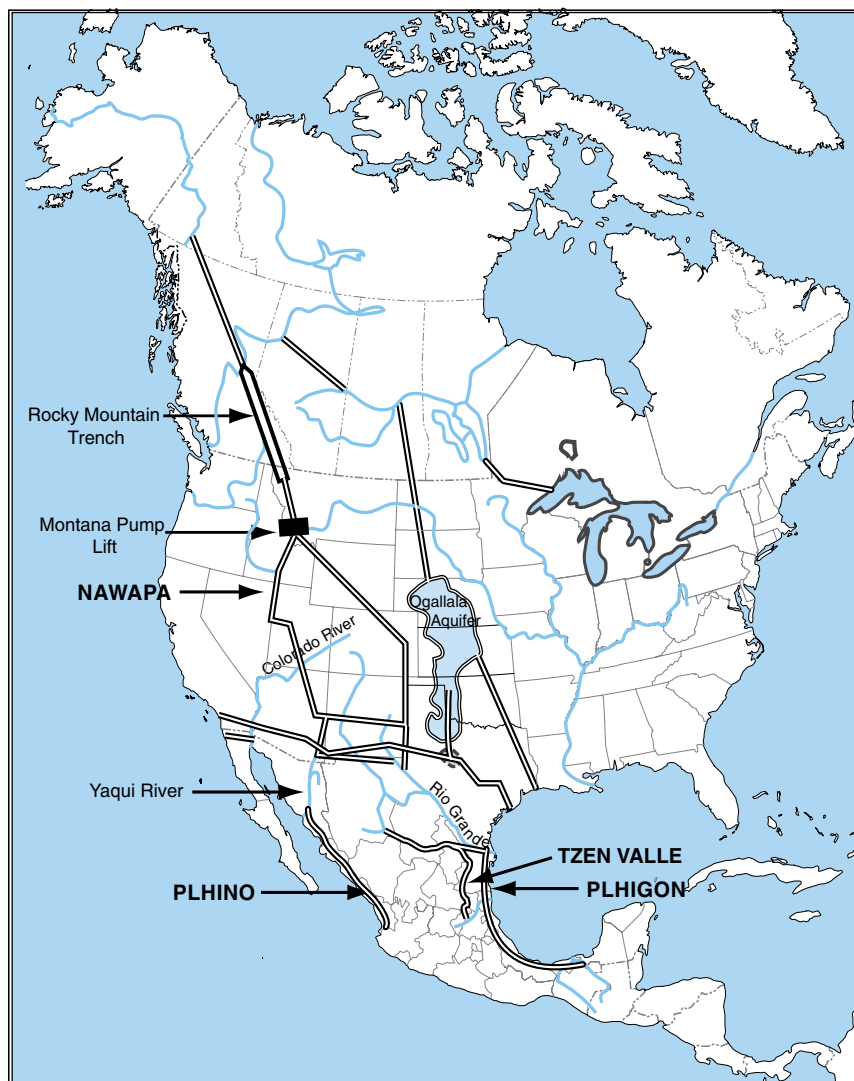 Rocky Mountain
Trench
Montana Pump
Lift
NAWAPA
Ogallala
Aquifer
Colorado River
Yaqui River
Rio Grande
TZEN VALLE
PLHINO
PLHIGON